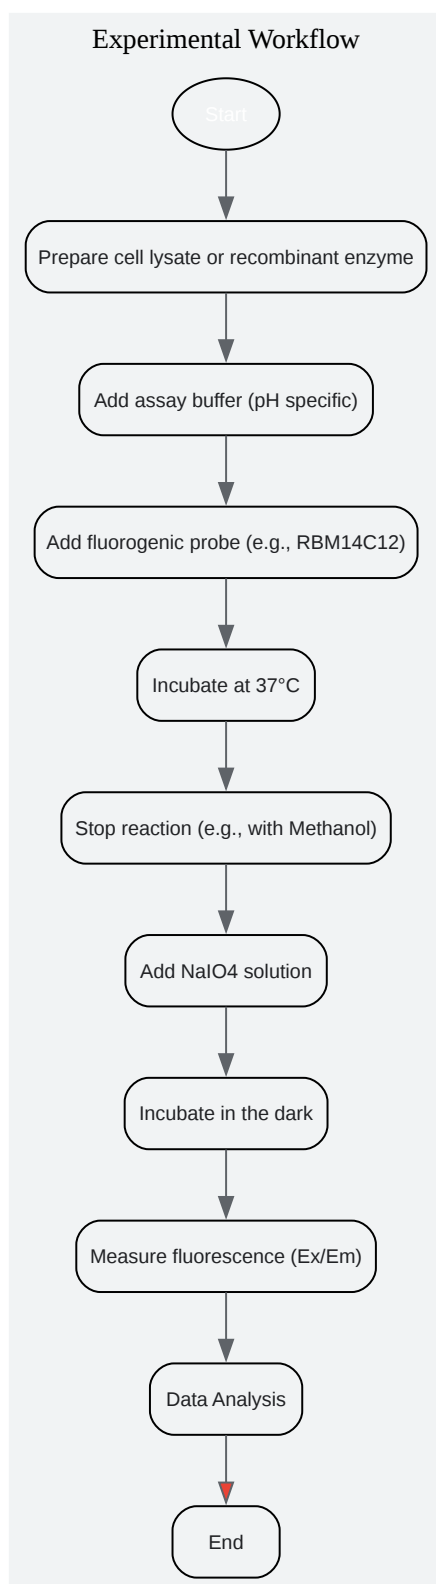 Experimental Workflow
Start
Prepare cell lysate or recombinant enzyme
Add assay buffer (pH specific)
Add fluorogenic probe (e.g., RBM14C12)
Incubate at 37°C
Stop reaction (e.g., with Methanol)
Add NaIO4 solution
Incubate in the dark
Measure fluorescence (Ex/Em)
Data Analysis
End